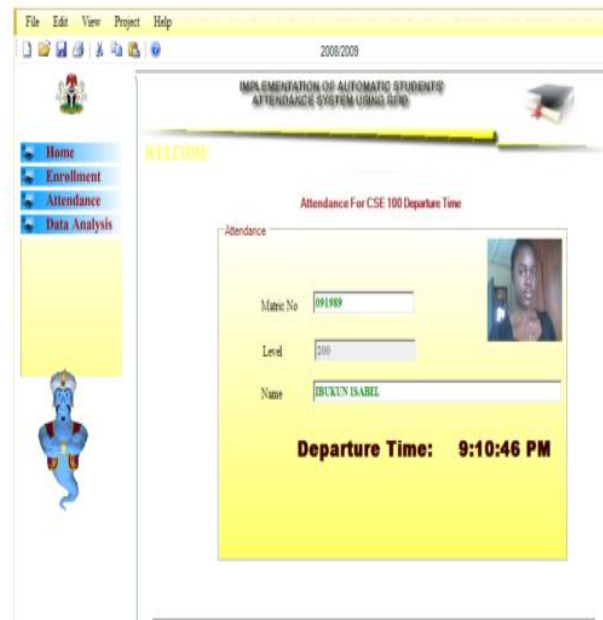 File Edit View Project Help
2008/2009
IMPLEMENTATION OF AUTOMATIC STUDENTS'
ATTENDANCE SYSTEM USING RFID
Home
Enrollment
Attendance
Data Analysis
WELCOME
Attendance For CSE 100 Departure Time
Attendance
Matric No 091989
Level 200
Name IBUKUN ISABEL
Departure Time: 9:10:46 PM